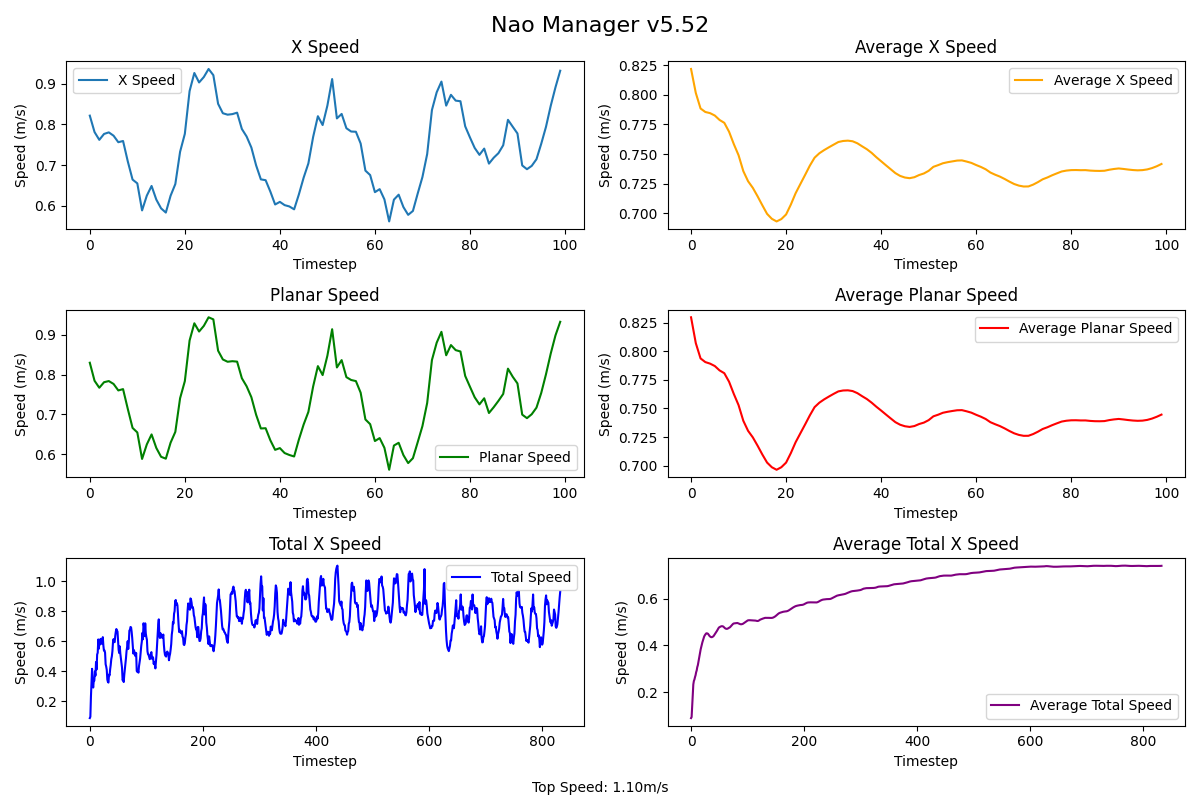 Nao Manager v5.52
X Speed
Average X Speed
Speed (m/s)
0.9
0.8
0.7
0.6
X Speed
0
20
40
60
80
100
Timestep
Speed (m/s)
0.825
0.800
0.775
0.750
0.725
0.700
Average X Speed
0
20
40
60
80
100
Timestep
Planar Speed
Average Planar Speed
Speed (m/s)
0.9
0.8
0.7
0.6
Planar Speed
0
20
40
60
80
100
Timestep
Speed (m/s)
0.825
0.800
0.775
0.750
0.725
0.700
Average Planar Speed
0
20
40
60
80
100
Timestep
Total X Speed
Average Total X Speed
Speed (m/s)
1.0
0.8
0.6
0.4
0.2
Total Speed
0
200
400
600
800
Timestep
Speed (m/s)
0.6
0.4
0.2
Average Total Speed
0
200
400
600
800
Timestep
Top Speed: 1.10m/s